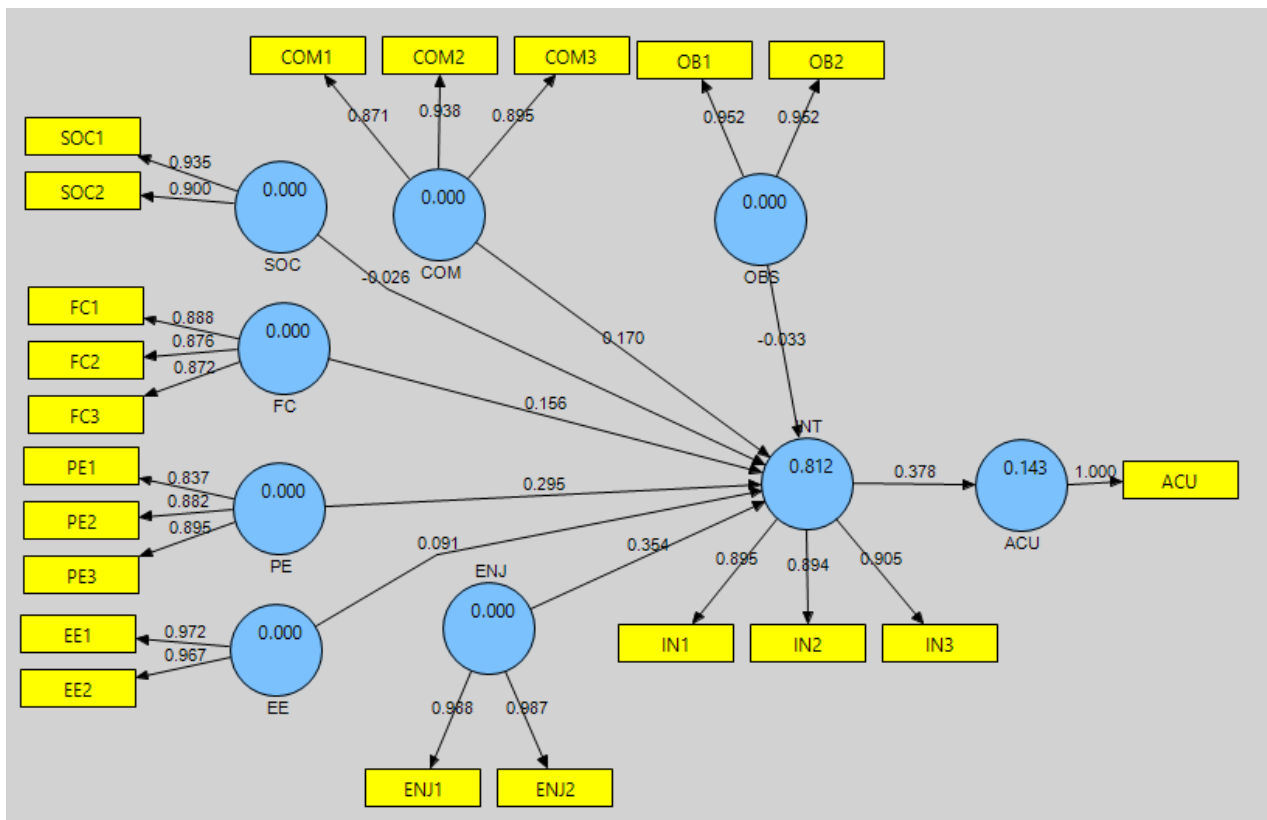 COM1
COM2
COM3
OB1
OB2
0.871
0.938
0.895
0.952
0.952
SOC1
SOC2
0.935
0.900
0.000
SOC
0.000
COM
0.000
OBS
-0.026
0.170
-0.033
FC1
FC2
FC3
0.888
0.876
0.872
0.000
FC
0.156
INT
0.812
0.378
0.143
ACU
1.000
ACU
PE1
PE2
PE3
0.837
0.882
0.895
0.000
PE
0.295
0.091
0.354
EE1
EE2
0.972
0.967
0.000
EE
ENJ
0.000
0.988
0.987
ENJ1
ENJ2
0.895
0.894
0.905
IN1
IN2
IN3